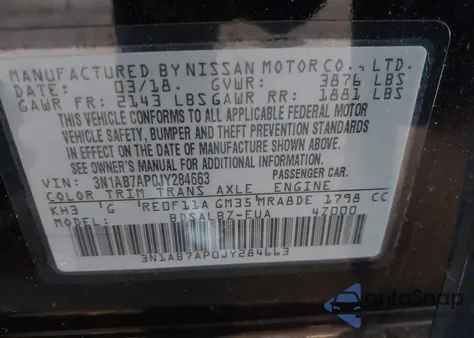 MANUFACTURED BY NISSAN MOTOR CO., LTD.
DATE: 03/18. GVWR: 3876 LBS
GAWR FR: 2143 LBS GAWR RR: 1881 LBS
THIS VEHICLE CONFORMS TO ALL APPLICABLE FEDERAL MOTOR
VEHICLE SAFETY, BUMPER AND THEFT PREVENTION STANDARDS
IN EFFECT ON THE DATE OF MANUFACTURE SHOWN ABOVE.
SEE OWNER'S MANUAL FOR ADDITIONAL INFORMATION.
VIN: 3N1AB7AP0JY284663 PASSENGER CAR.
COLOR TRIM TRANS AXLE ENGINE
KH3 G RE0F11A GM35 MRA8DE 1798 CC
MODEL: BDSALBZ-EUA 4Z000
3N1AB7AP0JY284663
autoSnap